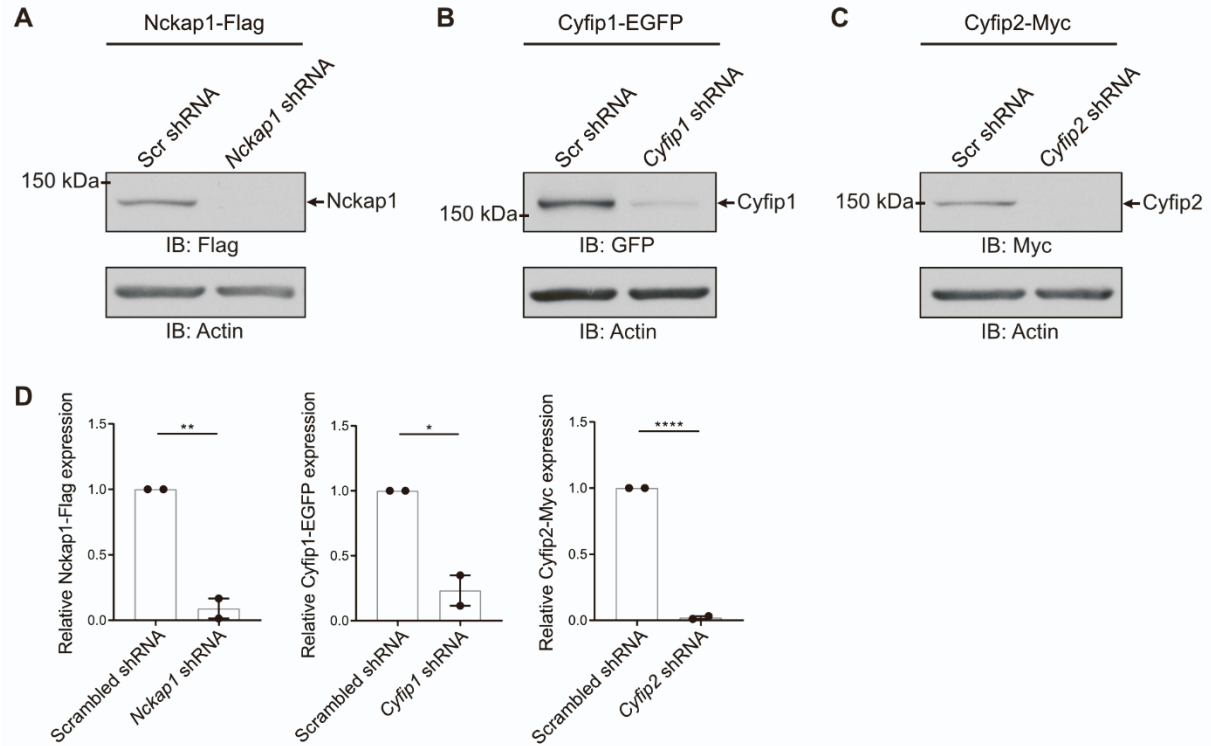 A
Nckap1-Flag
Scr shRNA
Nckap1 shRNA
150 kDa
Nckap1
IB: Flag
IB: Actin
B
Cyfip1-EGFP
Scr shRNA
Cyfip1 shRNA
150 kDa
Cyfip1
IB: GFP
IB: Actin
C
Cyfip2-Myc
Scr shRNA
Cyfip2 shRNA
150 kDa
Cyfip2
IB: Myc
IB: Actin
D
Relative Nckap1-Flag expression
1.5
1.0
0.5
0.0
**
Scrambled shRNA
Nckap1 shRNA
Relative Cyfip1-EGFP expression
1.5
1.0
0.5
0.0
*
Scrambled shRNA
Cyfip1 shRNA
Relative Cyfip2-Myc expression
1.5
1.0
0.5
0.0
****
Scrambled shRNA
Cyfip2 shRNA